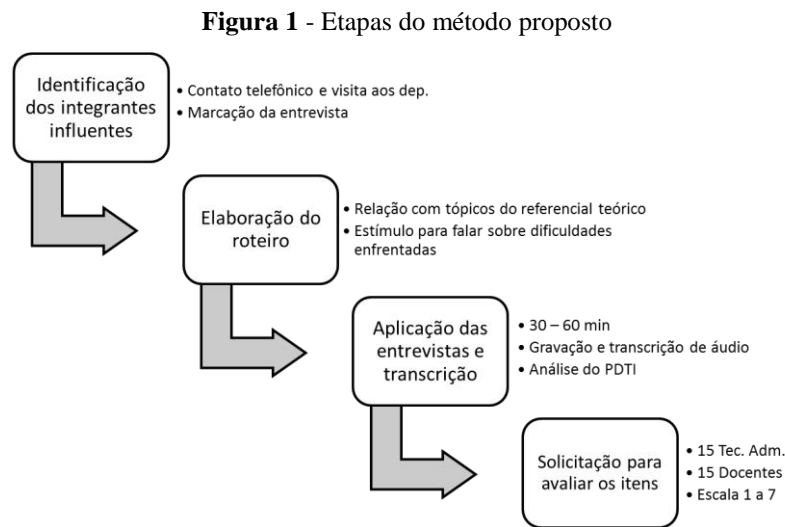 Figura 1 - Etapas do método proposto
Identificação
dos integrantes
influentes
• Contato telefônico e visita aos dep.
• Marcação da entrevista
Elaboração do
roteiro
• Relação com tópicos do referencial teórico
• Estímulo para falar sobre dificuldades
enfrentadas
Aplicação das
entrevistas e
transcrição
• 30 – 60 min
• Gravação e transcrição de áudio
• Análise do PDTI
Solicitação para
avaliar os itens
• 15 Tec. Adm.
• 15 Docentes
• Escala 1 a 7